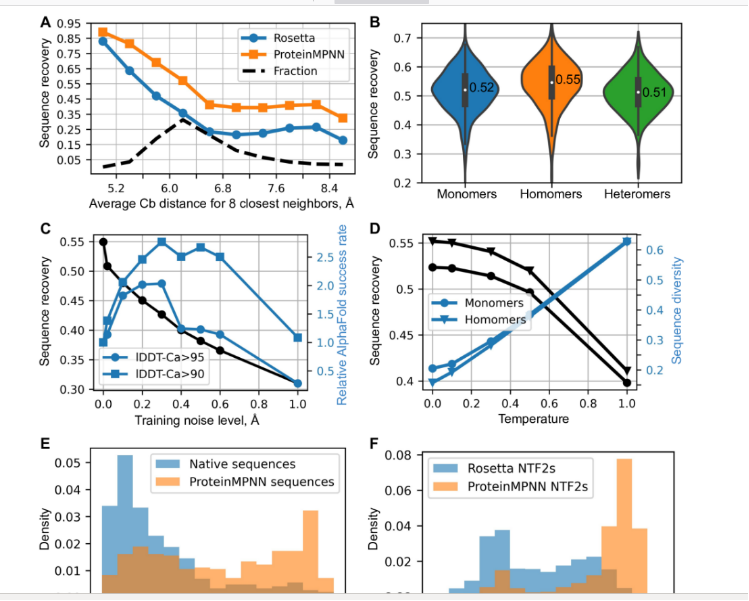 A
Sequence recovery
0.95
0.85
0.75
0.65
0.55
0.45
0.35
0.25
0.15
0.05
Rosetta
ProteinMPNN
Fraction
5.2 6.0 6.8 7.6 8.4
Average Cb distance for 8 closest neighbors, Å
B
Sequence recovery
0.7
0.6
0.5
0.4
0.3
0.2
0.52
0.55
0.51
Monomers Homomers Heteromers
C
Sequence recovery
0.55
0.50
0.45
0.40
0.35
0.30
lDDT-Ca>95
lDDT-Ca>90
2.5
2.0
1.5
1.0
0.5
Relative AlphaFold success rate
0.0 0.2 0.4 0.6 0.8 1.0
Training noise level, Å
D
Sequence recovery
0.55
0.5
0.45
0.4
Monomers
Homomers
0.6
0.5
0.4
0.3
0.2
Sequence diversity
0.0 0.2 0.4 0.6 0.8 1.0
Temperature
E
Density
0.05
0.04
0.03
0.02
0.01
Native sequences
ProteinMPNN sequences
F
Density
0.08
0.06
0.04
0.02
Rosetta NTF2s
ProteinMPNN NTF2s